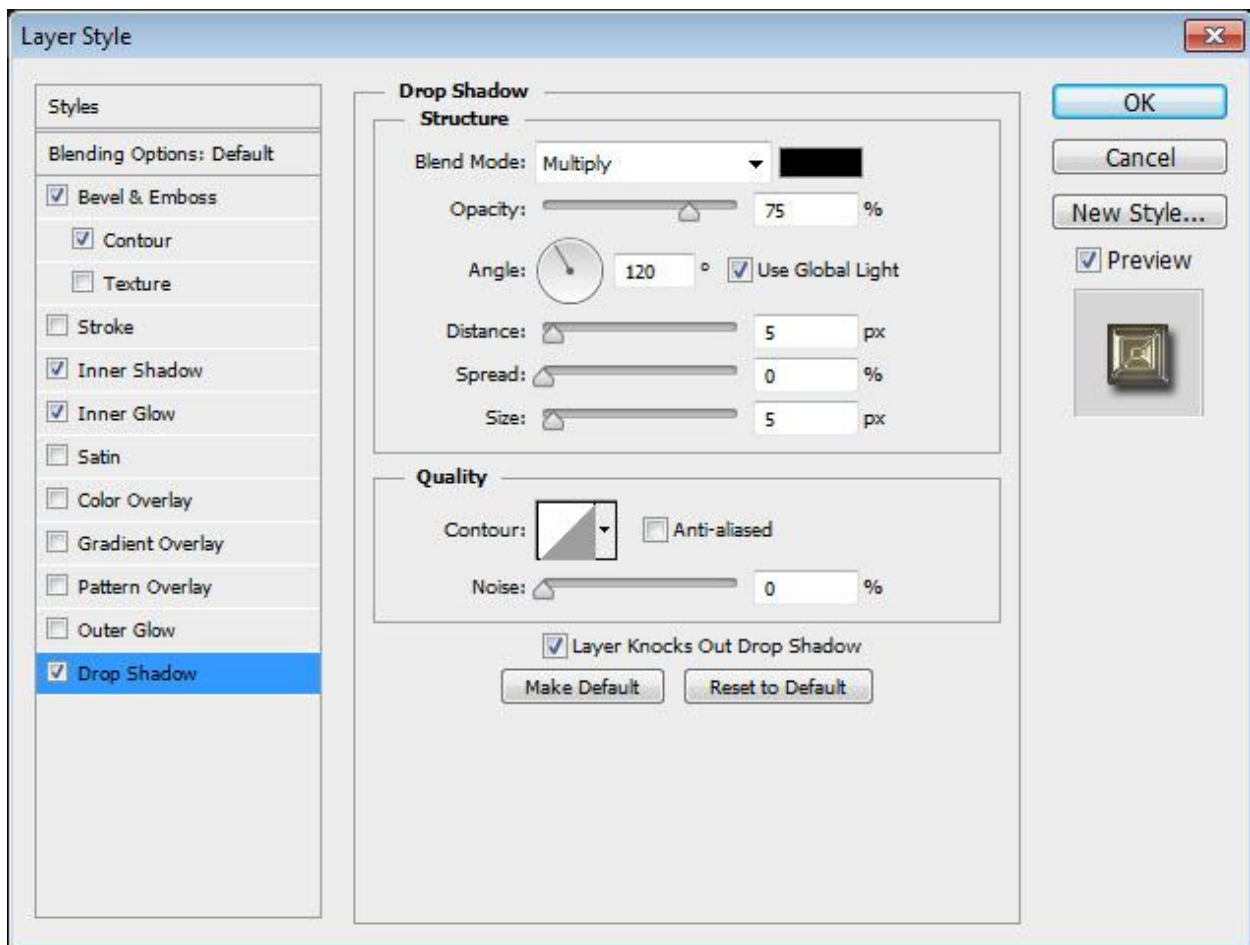 Layer Style
Styles
Blending Options: Default
Bevel & Emboss
Contour
Texture
Stroke
Inner Shadow
Inner Glow
Satin
Color Overlay
Gradient Overlay
Pattern Overlay
Outer Glow
Drop Shadow
Drop Shadow
Structure
Blend Mode: Multiply
Opacity: 75 %
Angle: 120 ° Use Global Light
Distance: 5 px
Spread: 0 %
Size: 5 px
Quality
Contour: Anti-aliased
Noise: 0 %
Layer Knocks Out Drop Shadow
Make Default Reset to Default
OK
Cancel
New Style...
Preview